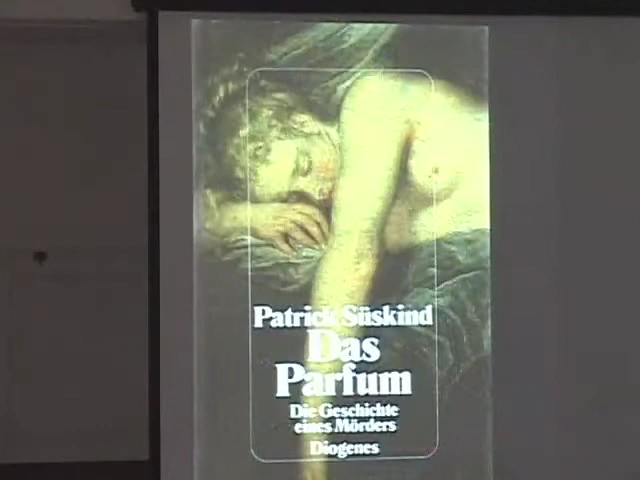 Patrick Süskind
Das
Parfum
Die Geschichte
eines Mörders
Diogenes